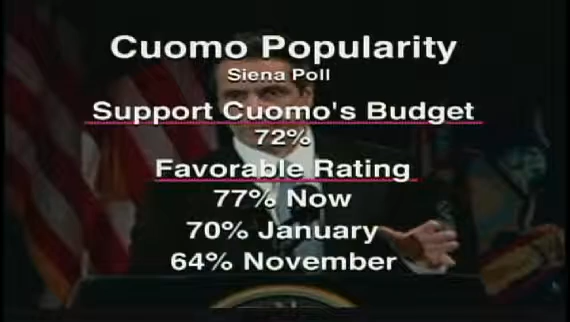 Cuomo Popularity
Siena Poll
Support Cuomo's Budget
72%
Favorable Rating
77% Now
70% January
64% November